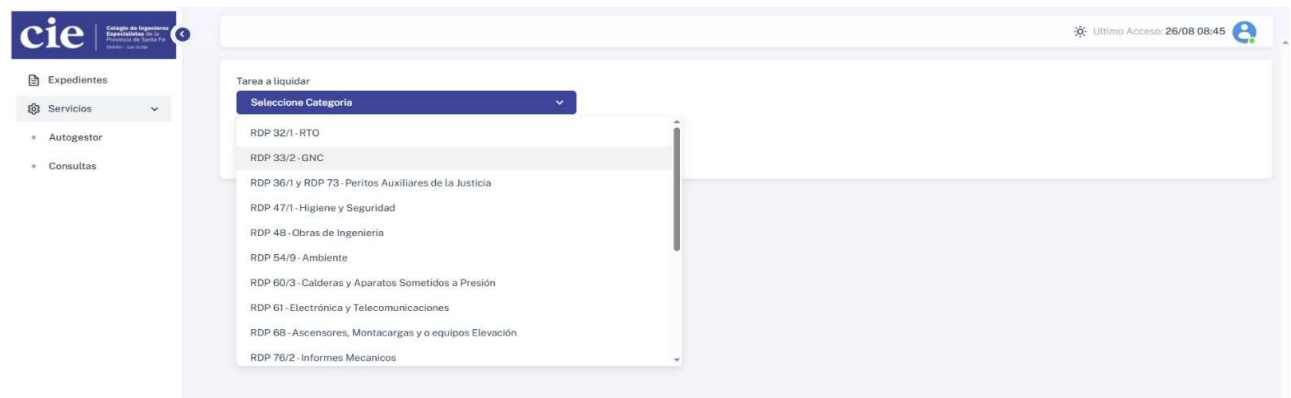 cie
Colegio de Ingenieros
Especialistas de la
Provincia de Santa Fe
Ultimo Acceso: 26/08 08:45
Expedientes
Servicios
Autogestor
Consultas
Tarea a liquidar
Seleccione Categoria
RDP 32/1 - RTO
RDP 33/2 - GNC
RDP 36/1 y RDP 73 - Peritos Auxiliares de la Justicia
RDP 47/1 - Higiene y Seguridad
RDP 48 - Obras de Ingenieria
RDP 54/9 - Ambiente
RDP 60/3 - Calderas y Aparatos Sometidos a Presión
RDP 61 - Electrónica y Telecomunicaciones
RDP 68 - Ascensores, Montacargas y o equipos Elevación
RDP 76/2 - Informes Mecanicos